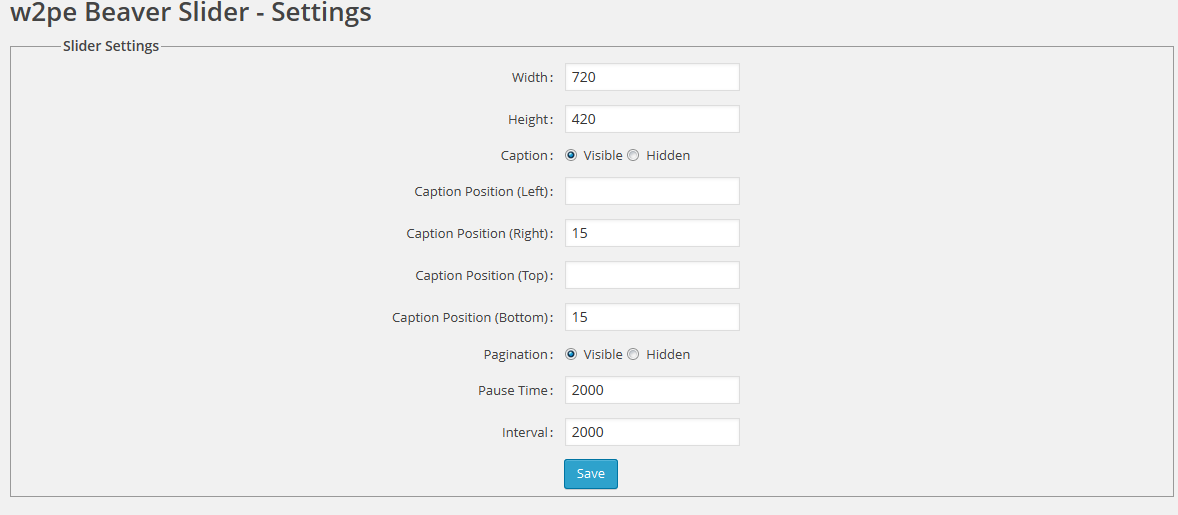 w2pe Beaver Slider - Settings
Slider Settings
Width: 720
Height: 420
Caption: Visible Hidden
Caption Position (Left):
Caption Position (Right): 15
Caption Position (Top):
Caption Position (Bottom): 15
Pagination: Visible Hidden
Pause Time: 2000
Interval: 2000
Save